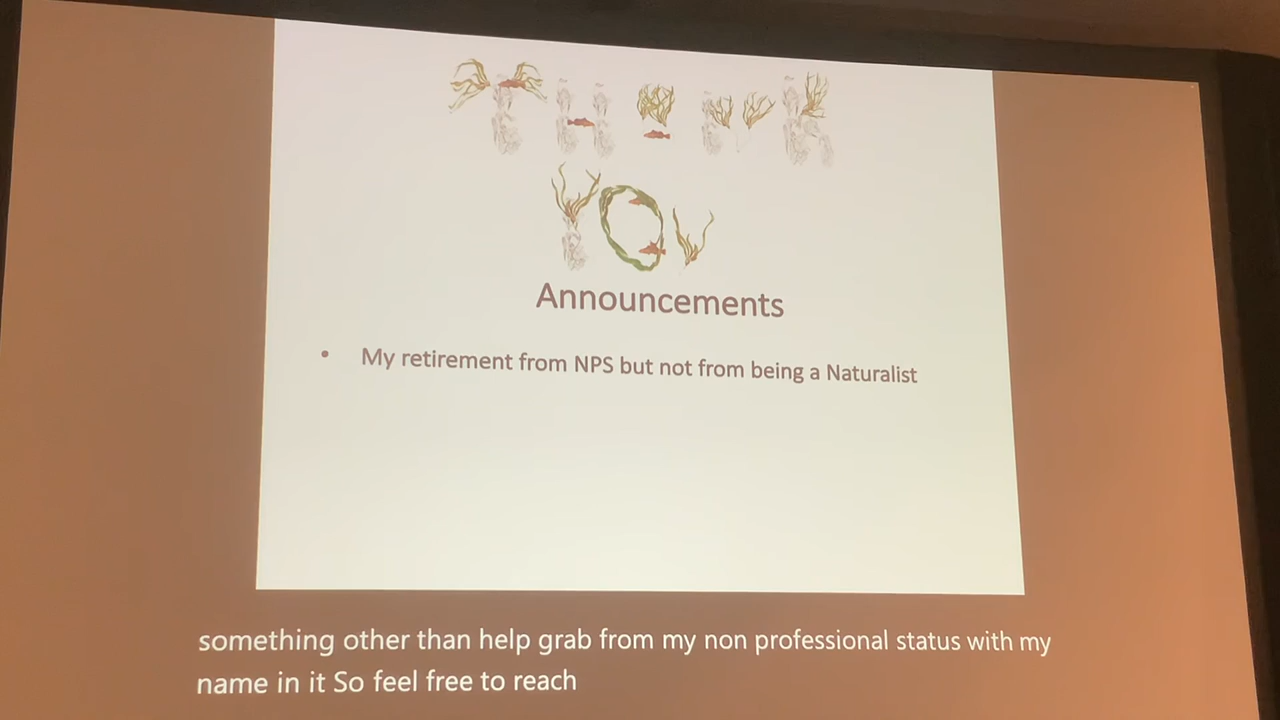 THANK
YOU
Announcements
• My retirement from NPS but not from being a Naturalist
something other than help grab from my non professional status with my
name in it So feel free to reach